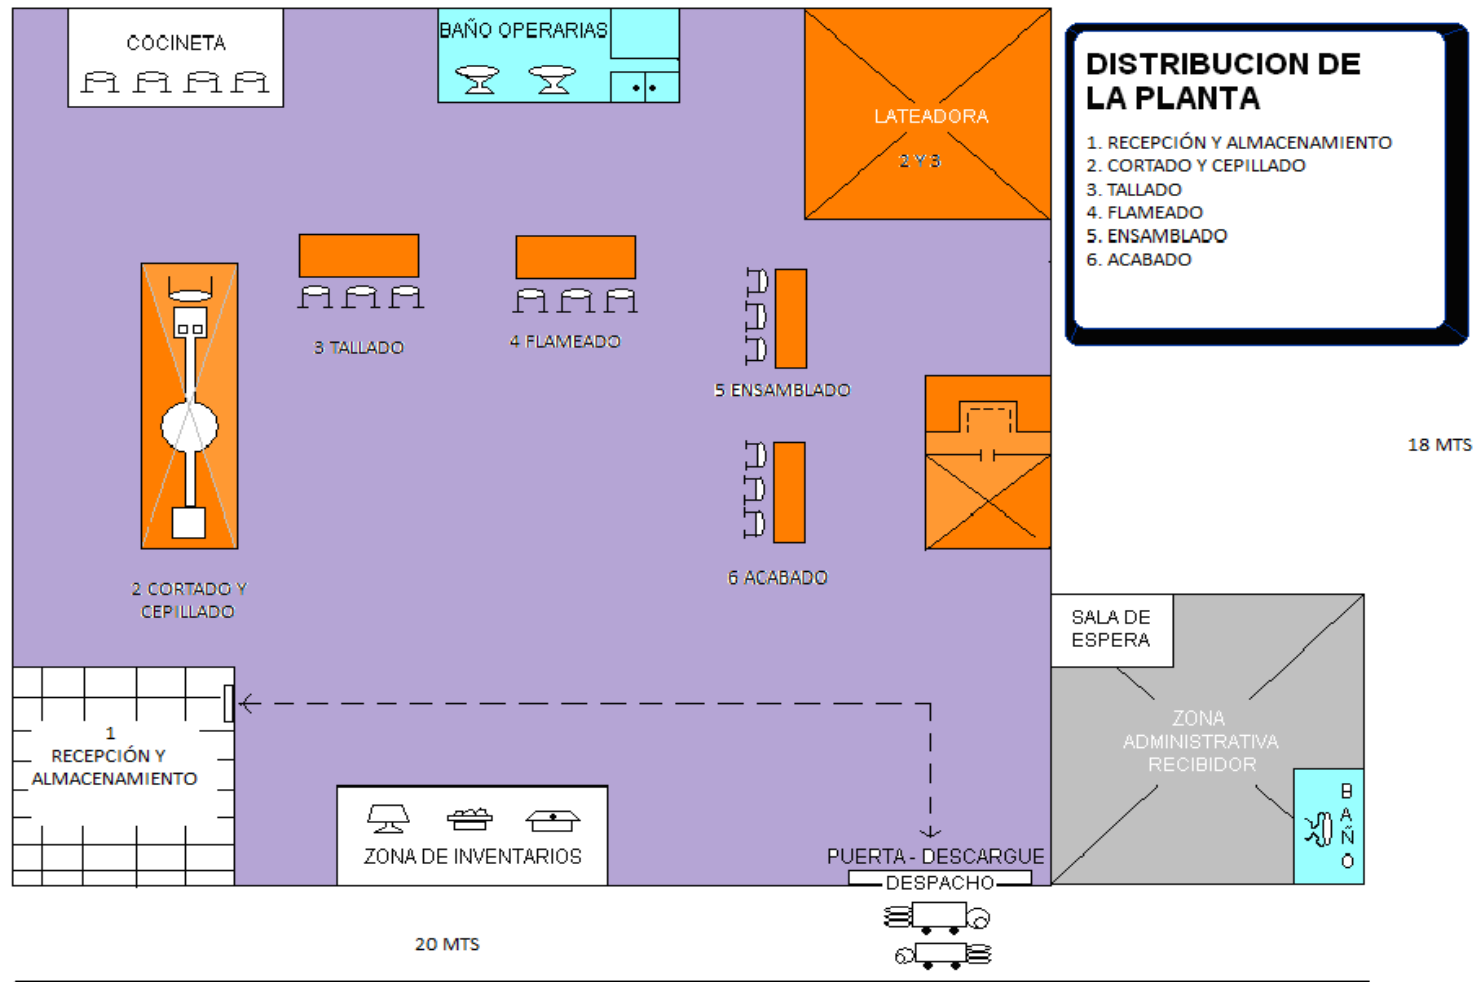 COCINETA
BAÑO OPERARIAS
LATEADORA
2 Y 3
DISTRIBUCION DE
LA PLANTA
1. RECEPCIÓN Y ALMACENAMIENTO
2. CORTADO Y CEPILLADO
3. TALLADO
4. FLAMEADO
5. ENSAMBLADO
6. ACABADO
3 TALLADO
4 FLAMEADO
5 ENSAMBLADO
18 MTS
6 ACABADO
2 CORTADO Y
CEPILLADO
SALA DE
ESPERA
1
RECEPCIÓN Y
ALMACENAMIENTO
ZONA
ADMINISTRATIVA
RECIBIDOR
BAÑO
ZONA DE INVENTARIOS
PUERTA - DESCARGUE
DESPACHO
20 MTS